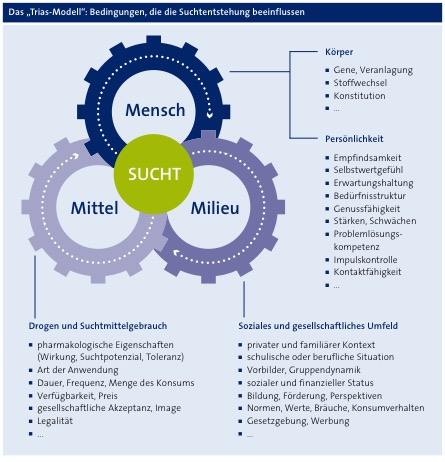 Das „Trias-Modell“: Bedingungen, die die Suchtentstehung beeinflussen
Mensch
SUCHT
Mittel
Milieu
Körper
Gene, Veranlagung
Stoffwechsel
Konstitution
...
Persönlichkeit
Empfindsamkeit
Selbstwertgefühl
Erwartungshaltung
Bedürfnisstruktur
Genussfähigkeit
Stärken, Schwächen
Problemlösungs-
kompetenz
Impulskontrolle
Kontaktfähigkeit
...
Drogen und Suchtmittelgebrauch
pharmakologische Eigenschaften
(Wirkung, Suchtpotenzial, Toleranz)
Art der Anwendung
Dauer, Frequenz, Menge des Konsums
Verfügbarkeit, Preis
gesellschaftliche Akzeptanz, Image
Legalität
...
Soziales und gesellschaftliches Umfeld
privater und familiärer Kontext
schulische oder berufliche Situation
Vorbilder, Gruppendynamik
sozialer und finanzieller Status
Bildung, Förderung, Perspektiven
Normen, Werte, Bräuche, Konsumverhalten
Gesetzgebung, Werbung
...